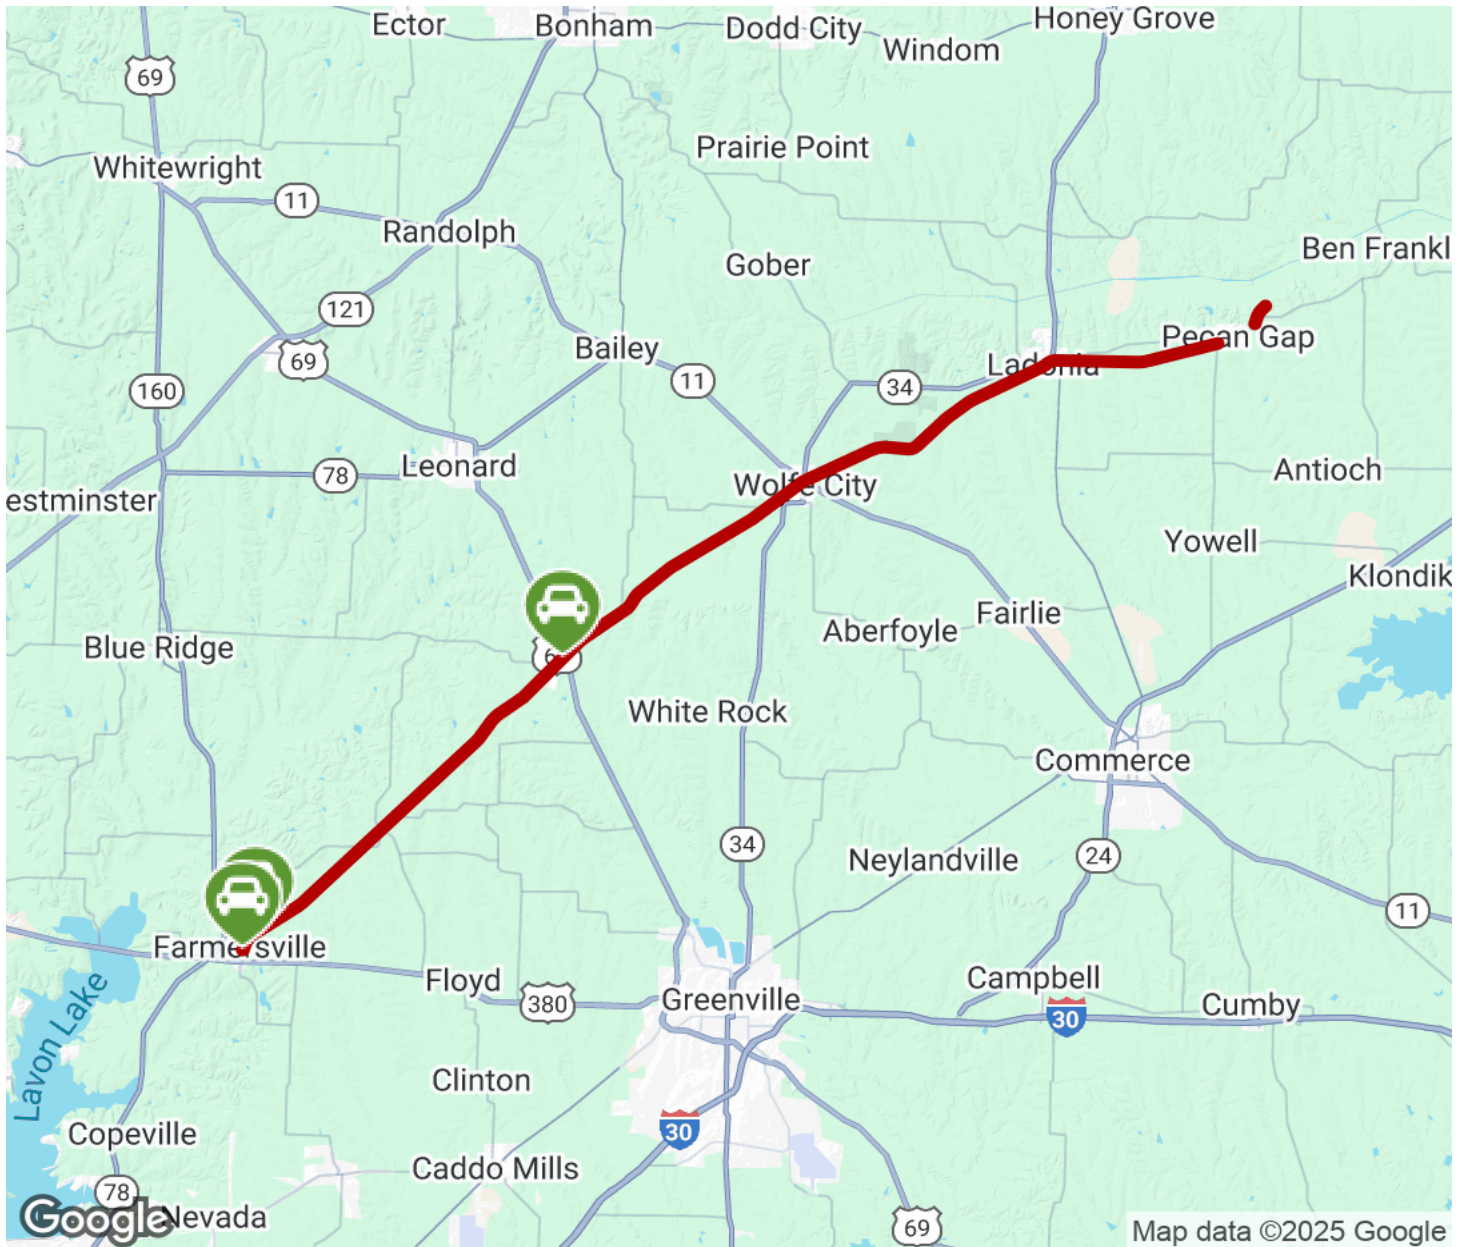 Ector
Bonham
Dodd City
Honey Grove
Windom
69
Prairie Point
Whitewright
11
Randolph
Gober
Ben Frankl
121
Pecan Gap
Bailey
Ladonia
69
11
34
160
Leonard
78
Wolfe City
Antioch
estminster
Yowell
Klondik
Fairlie
Aberfoyle
Blue Ridge
White Rock
Commerce
34
Neylandville
24
11
Farmersville
Floyd
Campbell
380
Greenville
30
Cumby
Lavon Lake
Clinton
Copeville
30
Caddo Mills
78
Google
Nevada
69
Map data ©2025 Google